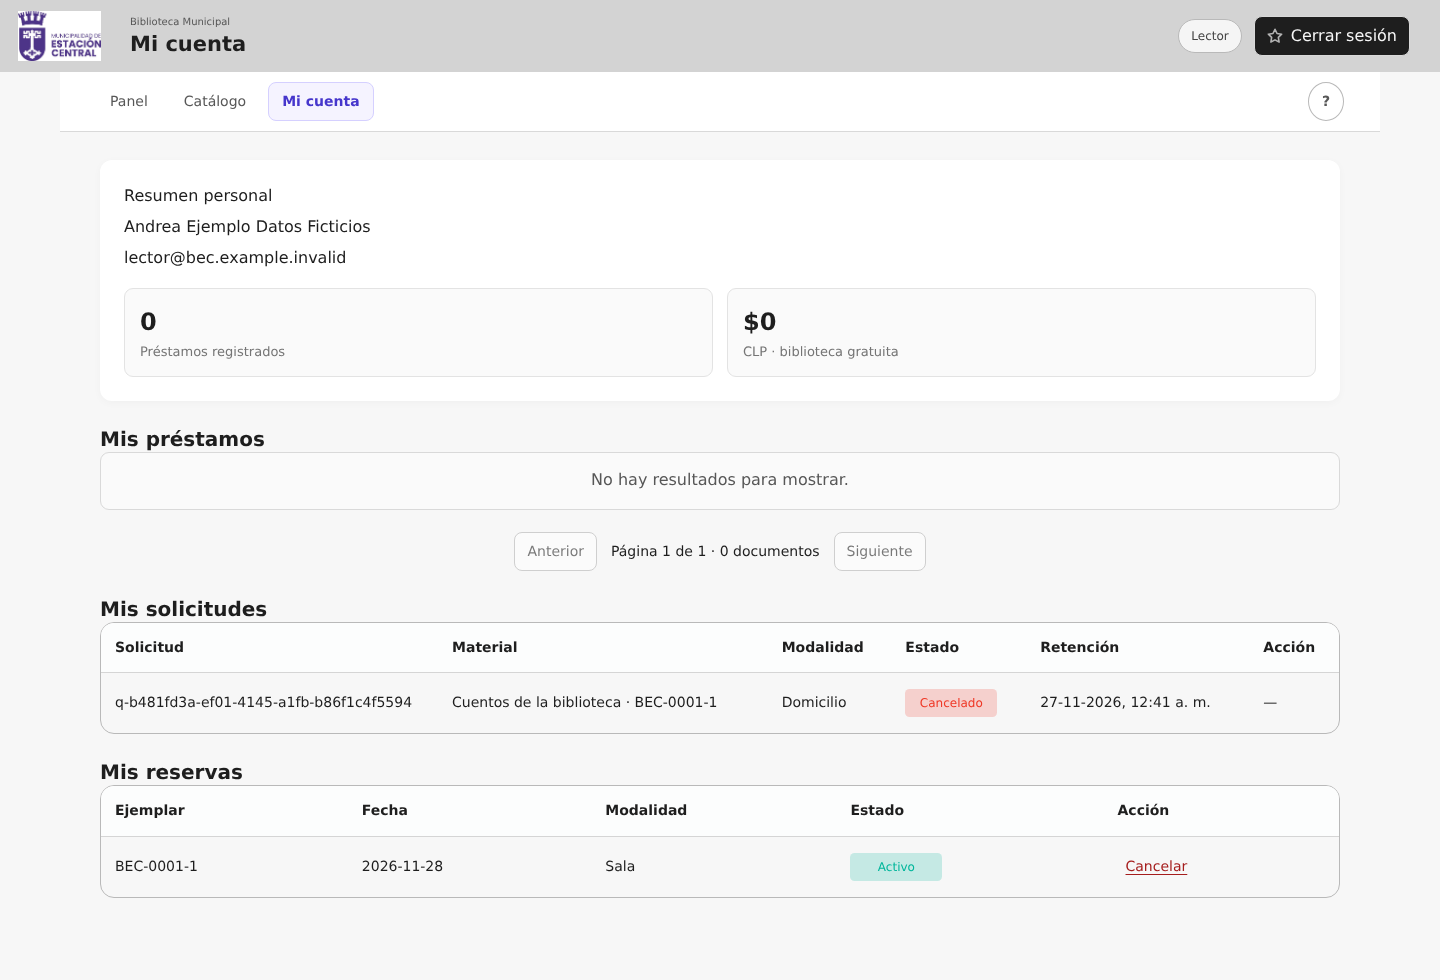 MUNICIPALIDAD DE
ESTACIÓN
CENTRAL
Biblioteca Municipal
Mi cuenta
Lector
Cerrar sesión
Panel
Catálogo
Mi cuenta
?
Resumen personal
Andrea Ejemplo Datos Ficticios
lector@bec.example.invalid
0
Préstamos registrados
$0
CLP · biblioteca gratuita
Mis préstamos
No hay resultados para mostrar.
Anterior
Página 1 de 1 · 0 documentos
Siguiente
Mis solicitudes
Solicitud Material Modalidad Estado Retención Acción
q-b481fd3a-ef01-4145-a1fb-b86f1c4f5594 Cuentos de la biblioteca · BEC-0001-1 Domicilio Cancelado 27-11-2026, 12:41 a. m. —
Mis reservas
Ejemplar Fecha Modalidad Estado Acción
BEC-0001-1 2026-11-28 Sala Activo Cancelar